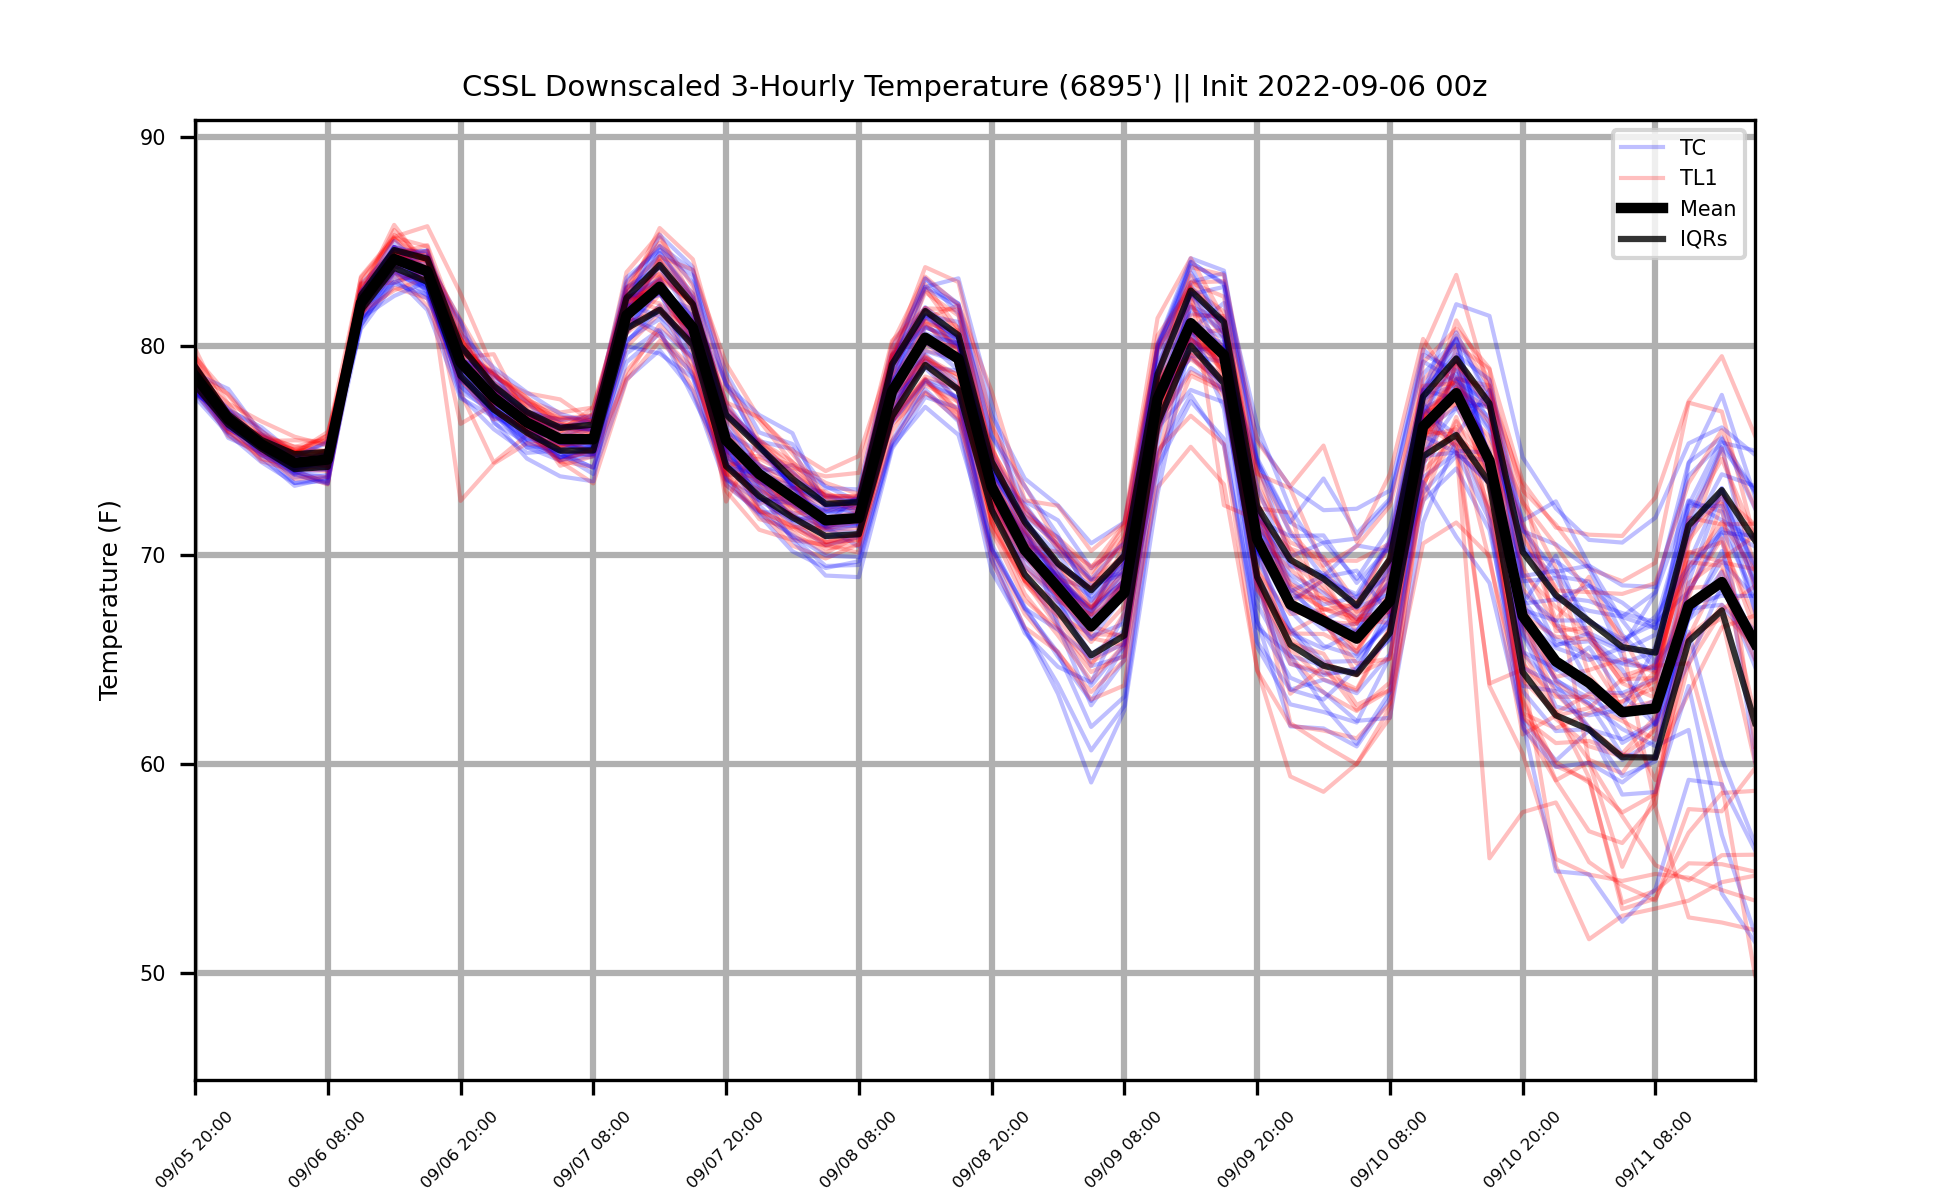 CSSL Downscaled 3-Hourly Temperature (6895') || Init 2022-09-06 00z
TC
TL1
Mean
IQRs
Temperature (F)
90
80
70
60
50
09/05 20:00
09/06 08:00
09/06 20:00
09/07 08:00
09/07 20:00
09/08 08:00
09/08 20:00
09/09 08:00
09/09 20:00
09/10 08:00
09/10 20:00
09/11 08:00